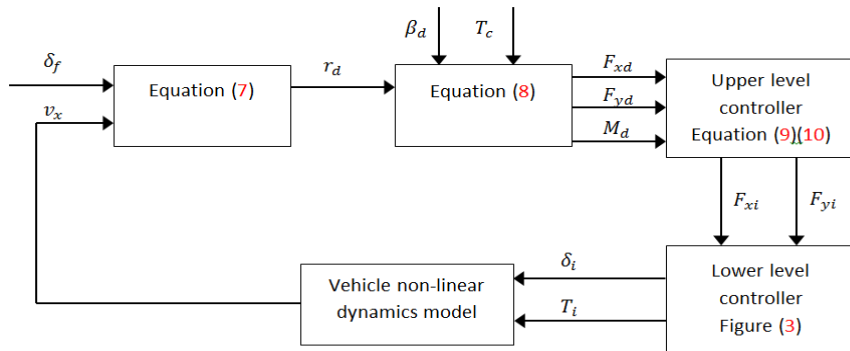 β_d
T_c
δ_f
Equation (7)
r_d
Equation (8)
F_xd
F_yd
M_d
Upper level
controller
Equation (9)(10)
v_x
F_xi
F_yi
Vehicle non-linear
dynamics model
δ_i
T_i
Lower level
controller
Figure (3)